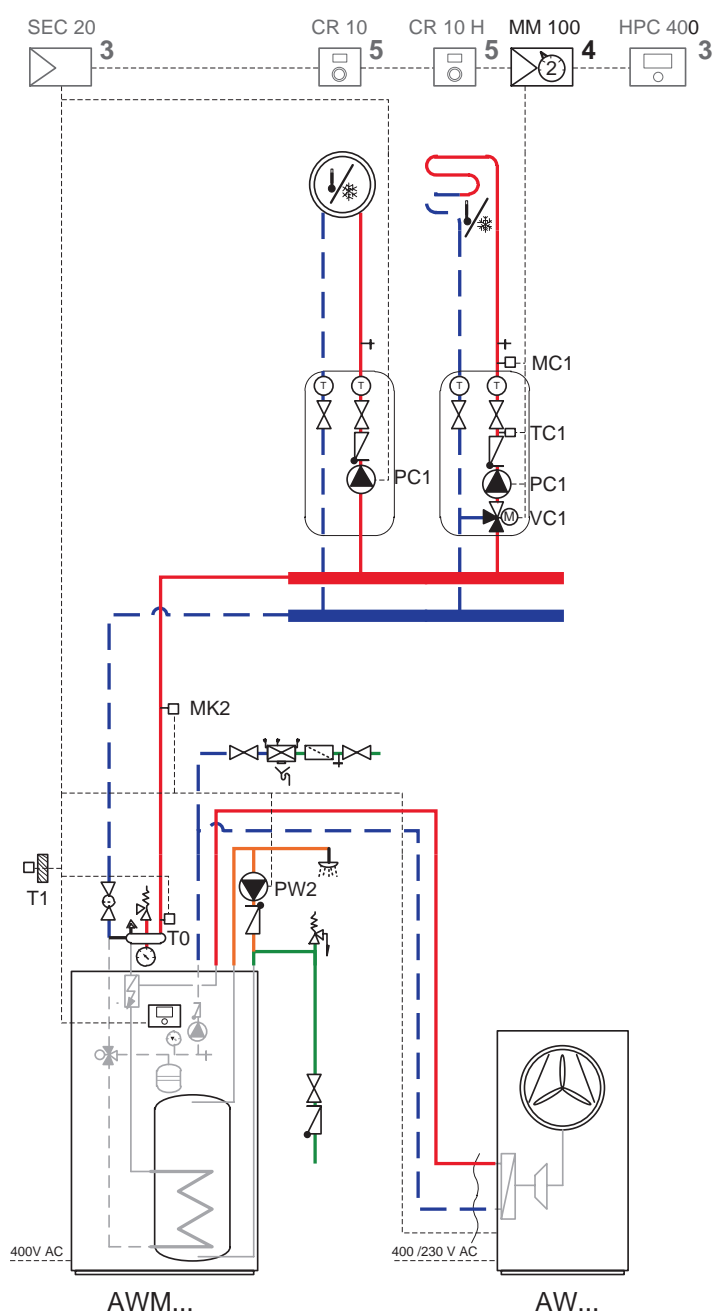 SEC 20 CR 10 CR 10 H MM 100 HPC 400
3 5 5 2 4 3
MC1
T T T T
TC1
PC1 PC1
M VC1
MK2
PW2
T1
T0
400V AC 400 /230 V AC
AWM... AW...